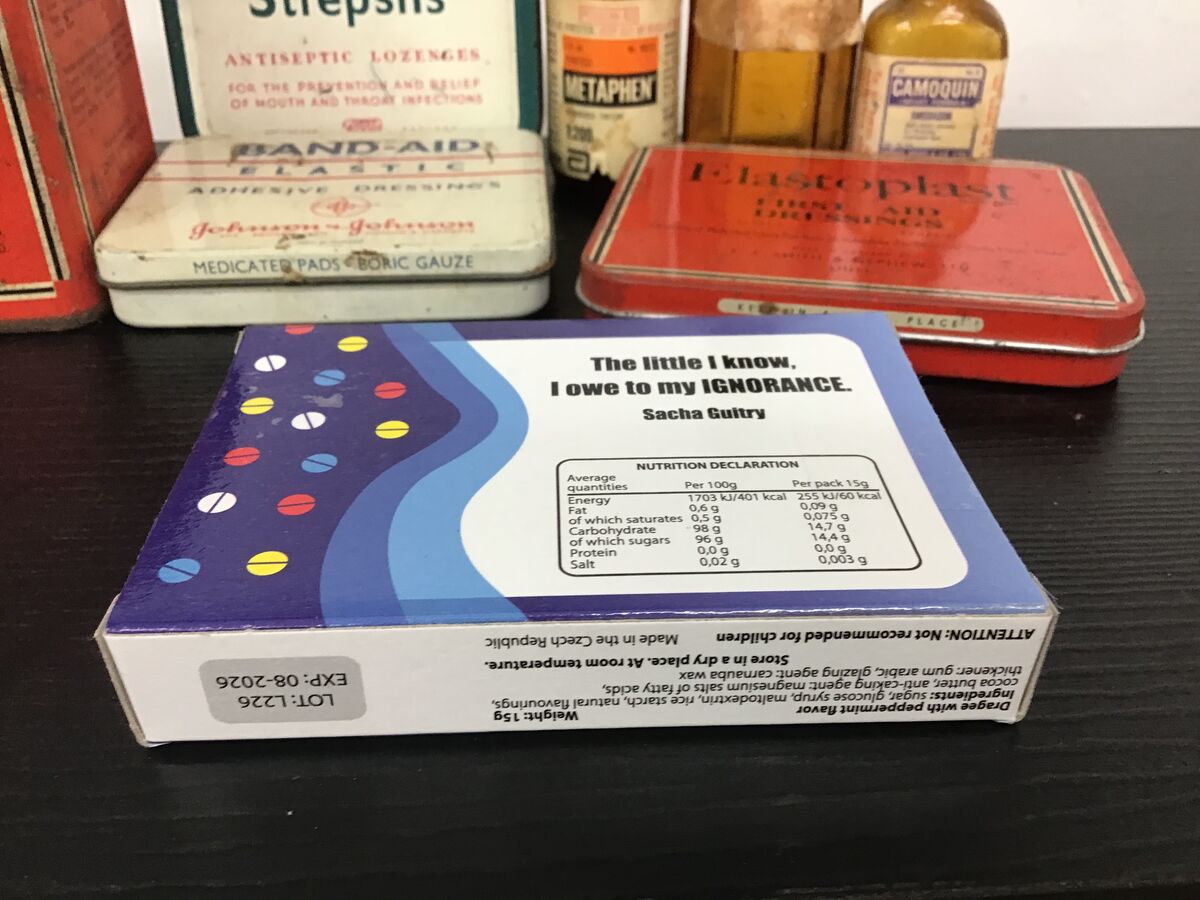 Strepsils
ANTISEPTIC LOZENGES
FOR THE PREVENTION AND RELIEF
OF MOUTH AND THROAT INFECTIONS
METAPHEN
1:200
CAMOQUIN
BAND-AID
ELASTIC
ADHESIVE DRESSINGS
Johnson & Johnson
MEDICATED PADS - BORIC GAUZE
Elastoplast
FIRST AID
DRESSINGS
PLACE
The little I know,
I owe to my IGNORANCE.
Sacha Guitry
NUTRITION DECLARATION
Average quantities Per 100g Per pack 15g
Energy 1703 kJ/401 kcal 255 kJ/60 kcal
Fat 0,6 g 0,09 g
of which saturates 0,5 g 0,075 g
Carbohydrate 98 g 14,7 g
of which sugars 96 g 14,4 g
Protein 0,0 g 0,0 g
Salt 0,02 g 0,003 g
Dragee with peppermint flavor Weight: 15g
Ingredients: sugar, glucose syrup, maltodextrin, rice starch, natural flavourings,
cocoa butter, anti-caking agent: magnesium salts of fatty acids,
thickener: gum arabic, glazing agent: carnauba wax
Store in a dry place. At room temperature.
ATTENTION: Not recommended for children Made in the Czech Republic
LOT: L226
EXP: 08-2026